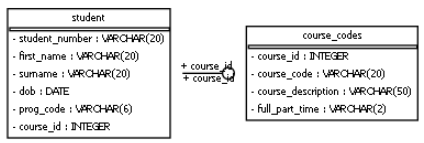 student
- student_number : VARCHAR(20)
- first_name : VARCHAR(20)
- surname : VARCHAR(20)
- dob : DATE
- prog_code : VARCHAR(6)
- course_id : INTEGER
+ course_id
+ course_id
course_codes
- course_id : INTEGER
- course_code : VARCHAR(20)
- course_description : VARCHAR(50)
- full_part_time : VARCHAR(2)